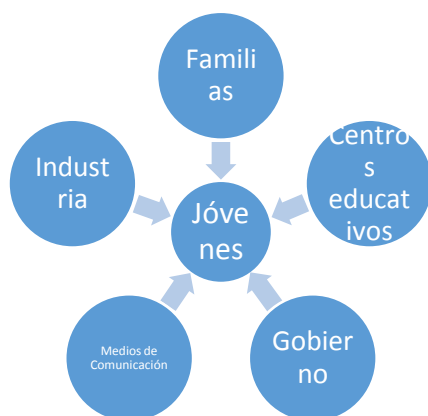 Famili
as
Centro
s
educat
ivos
Gobier
no
Medios de
Comunicación
Indust
ria
Jóve
nes